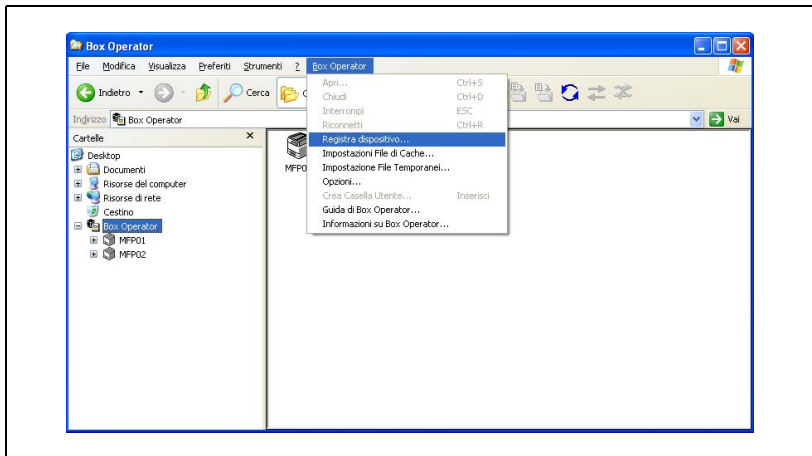 Box Operator
File Modifica Visualizza Preferiti Strumenti ? Box Operator
Indietro Cerca
Indirizzo Box Operator Vai
Cartelle
Desktop
Documenti
Risorse del computer
Risorse di rete
Cestino
Box Operator
MFP01
MFP02
MFP0
Apri... Ctrl+S
Chiudi Ctrl+D
Interrompi ESC
Riconnetti Ctrl+R
Registra dispositivo...
Impostazioni File di Cache...
Impostazione File Temporanei...
Opzioni...
Crea Casella Utente... Inserisci
Guida di Box Operator...
Informazioni su Box Operator...